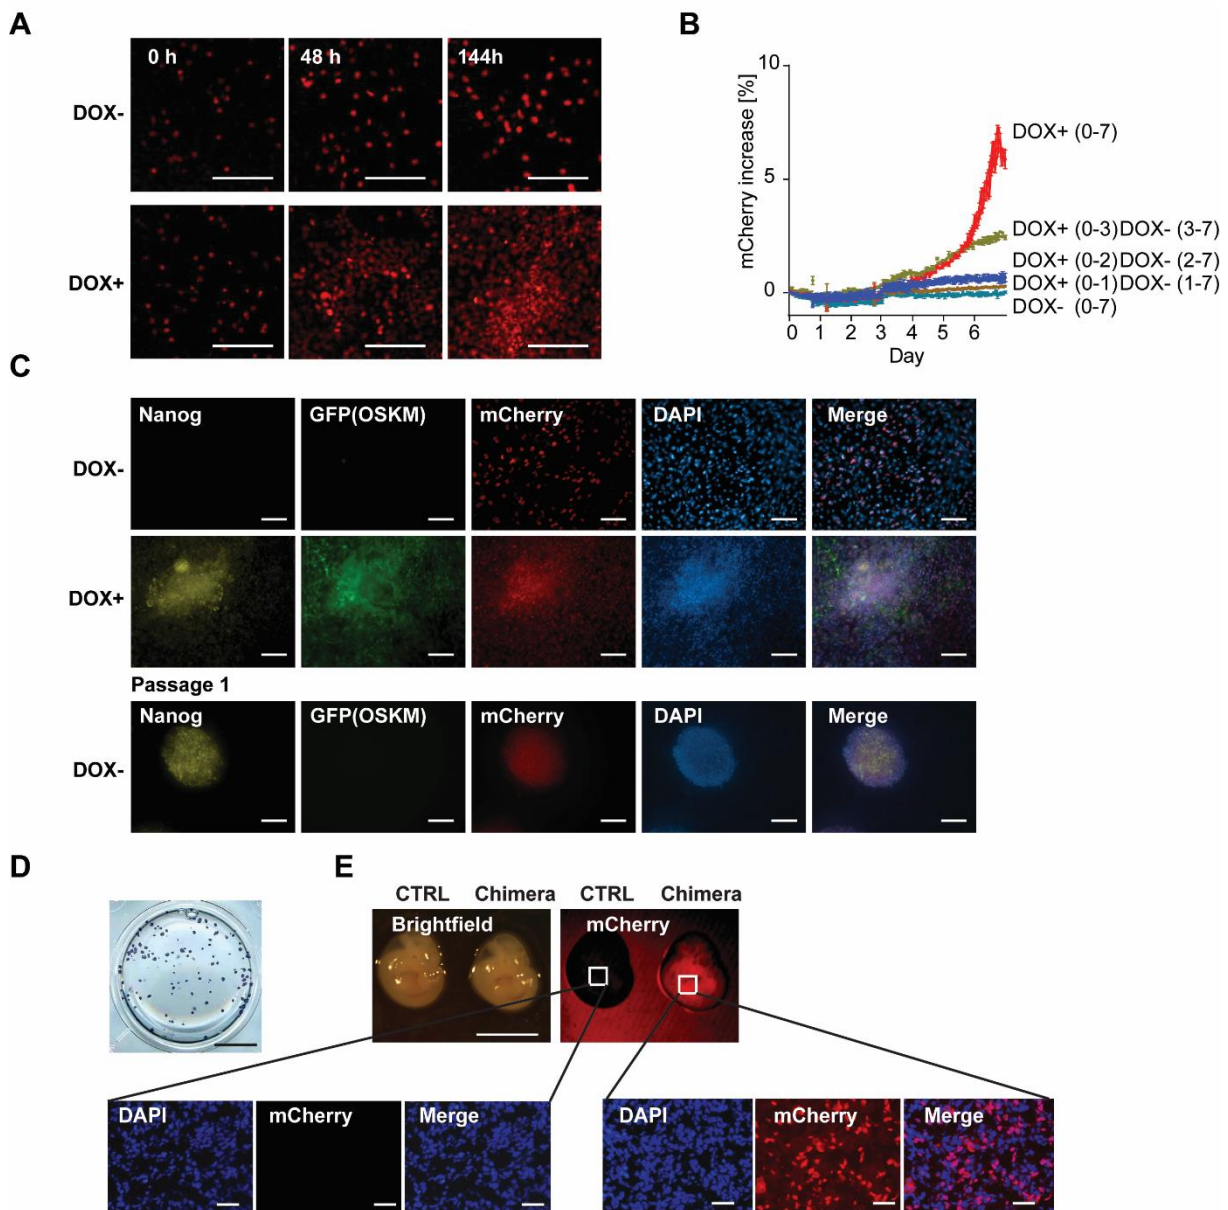 A
0 h 48 h 144h
DOX-
DOX+
B
10
5
0
mCherry increase [%]
0 1 2 3 4 5 6
Day
DOX+ (0-7)
DOX+ (0-3)DOX- (3-7)
DOX+ (0-2)DOX- (2-7)
DOX+ (0-1)DOX- (1-7)
DOX- (0-7)
C
Nanog GFP(OSKM) mCherry DAPI Merge
DOX-
DOX+
Passage 1
Nanog GFP(OSKM) mCherry DAPI Merge
DOX-
D
E
CTRL Chimera CTRL Chimera
Brightfield mCherry
DAPI mCherry Merge
DAPI mCherry Merge